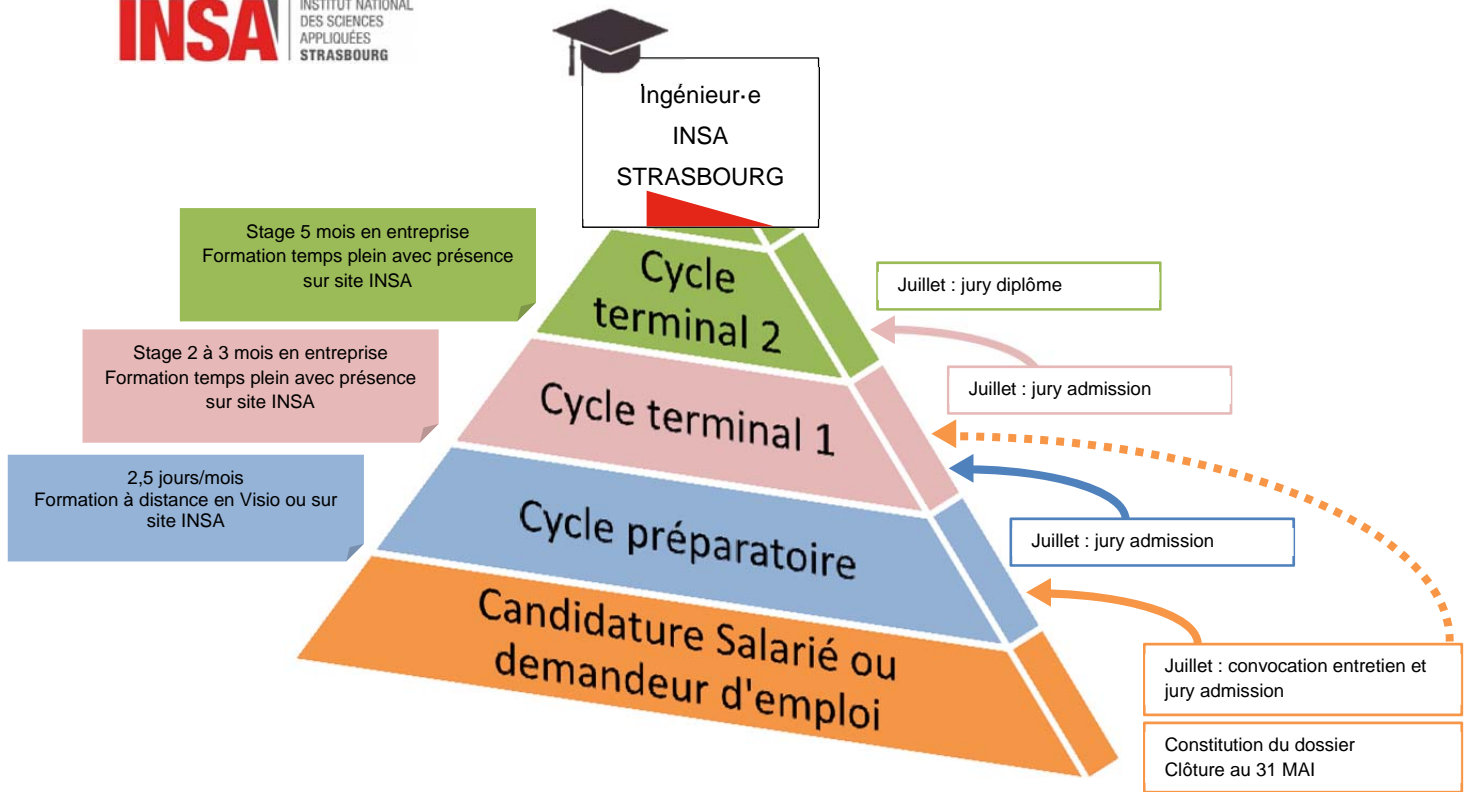 INSA
INSTITUT NATIONAL
DES SCIENCES
APPLIQUÉES
STRASBOURG
Ingénieur·e
INSA
STRASBOURG
Stage 5 mois en entreprise
Formation temps plein avec présence
sur site INSA
Cycle
terminal 2
Juillet : jury diplôme
Stage 2 à 3 mois en entreprise
Formation temps plein avec présence
sur site INSA
Cycle terminal 1
Juillet : jury admission
2,5 jours/mois
Formation à distance en Visio ou sur
site INSA
Cycle préparatoire
Juillet : jury admission
Candidature Salarié ou
demandeur d'emploi
Juillet : convocation entretien et
jury admission
Constitution du dossier
Clôture au 31 MAI